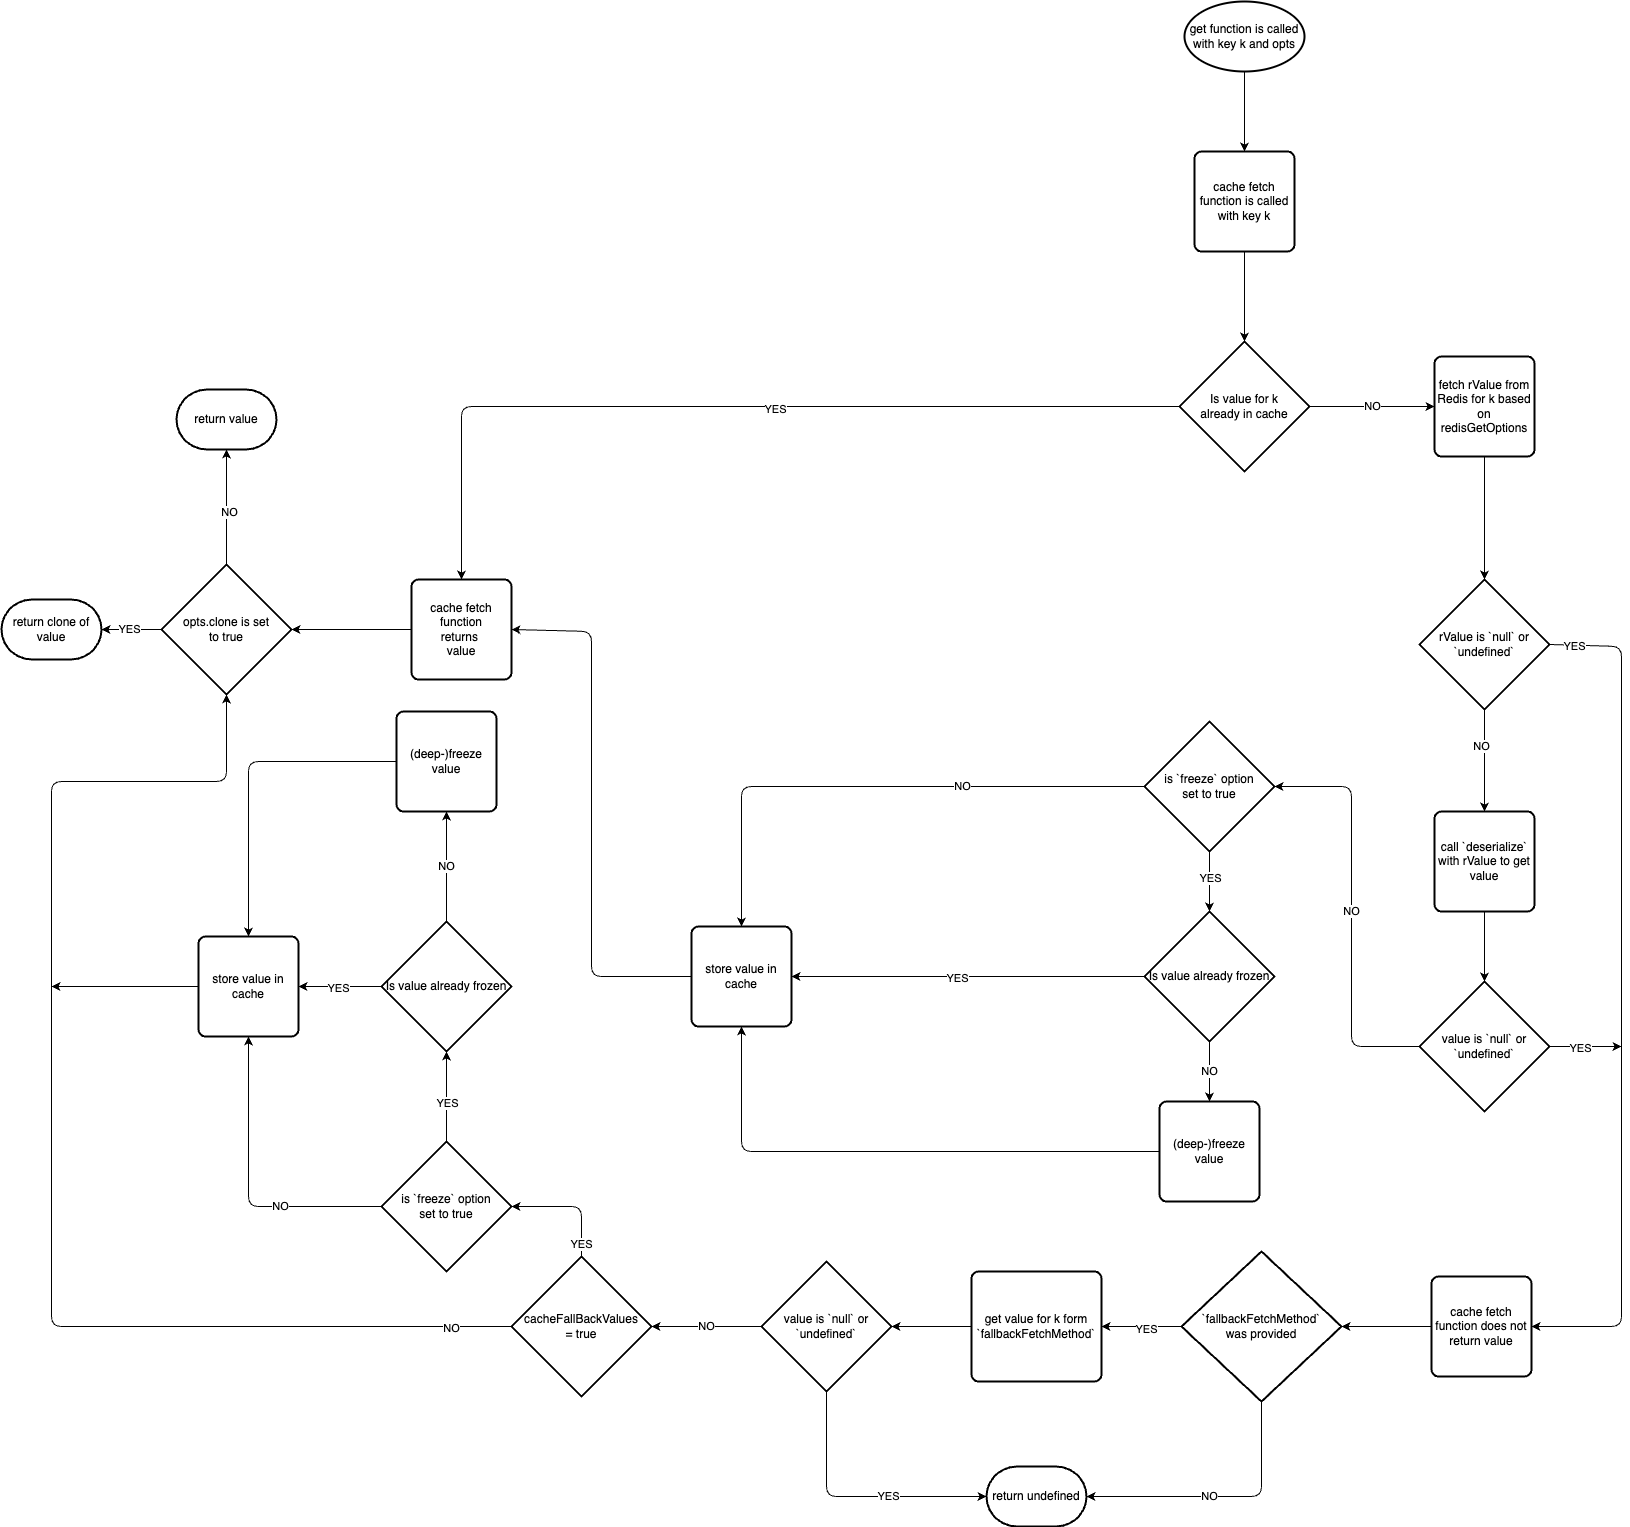 get function is called
with key k and opts
cache fetch
function is called
with key k
Is value for k
already in cache
YES
NO
fetch rValue from
Redis for k based
on
redisGetOptions
return value
NO
opts.clone is set
to true
YES
return clone of
value
cache fetch
function
returns
value
rValue is `null` or
`undefined`
YES
NO
(deep-)freeze
value
NO
is `freeze` option
set to true
NO
YES
call `deserialize`
with rValue to get
value
NO
store value in
cache
YES
Is value already frozen
store value in
cache
YES
Is value already frozen
NO
value is `null` or
`undefined`
YES
(deep-)freeze
value
YES
is `freeze` option
set to true
NO
YES
cacheFallBackValues
= true
NO
NO
value is `null` or
`undefined`
get value for k form
`fallbackFetchMethod`
YES
`fallbackFetchMethod`
was provided
cache fetch
function does not
return value
YES
return undefined
NO